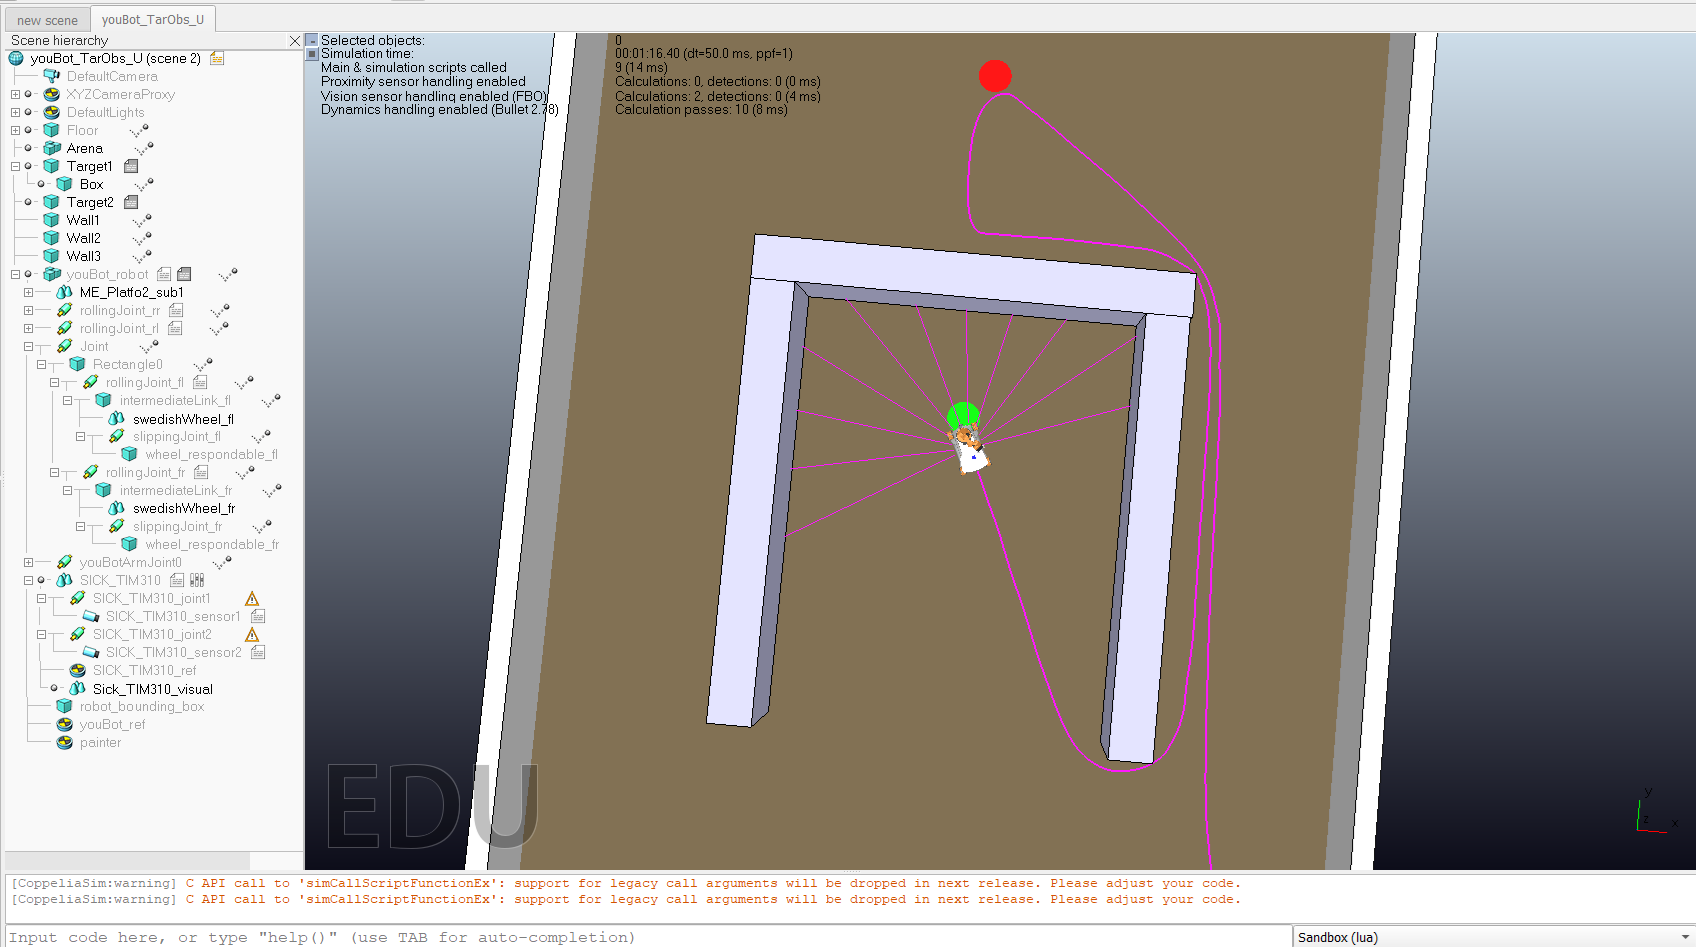 new scene
youBot_TarObs_U
Scene hierarchy
youBot_TarObs_U (scene 2)
DefaultCamera
XYZCameraProxy
DefaultLights
Floor
Arena
Target1
Box
Target2
Wall1
Wall2
Wall3
youBot_robot
ME_Platfo2_sub1
rollingJoint_rr
rollingJoint_rl
Joint
Rectangle0
rollingJoint_fl
intermediateLink_fl
swedishWheel_fl
slippingJoint_fl
wheel_respondable_fl
rollingJoint_fr
intermediateLink_fr
swedishWheel_fr
slippingJoint_fr
wheel_respondable_fr
youBotArmJoint0
SICK_TIM310
SICK_TIM310_joint1
SICK_TIM310_sensor1
SICK_TIM310_joint2
SICK_TIM310_sensor2
SICK_TIM310_ref
Sick_TIM310_visual
robot_bounding_box
youBot_ref
painter
Selected objects: 0
Simulation time: 00:01:16.40 (dt=50.0 ms, ppf=1)
Main & simulation scripts called 9 (14 ms)
Proximity sensor handling enabled Calculations: 0, detections: 0 (0 ms)
Vision sensor handling enabled (FBO) Calculations: 2, detections: 0 (4 ms)
Dynamics handling enabled (Bullet 2.78) Calculation passes: 10 (8 ms)
EDU
y
z x
[CoppeliaSim:warning] C API call to 'simCallScriptFunctionEx': support for legacy call arguments will be dropped in next release. Please adjust your code.
[CoppeliaSim:warning] C API call to 'simCallScriptFunctionEx': support for legacy call arguments will be dropped in next release. Please adjust your code.
Input code here, or type "help()" (use TAB for auto-completion)
Sandbox (lua)